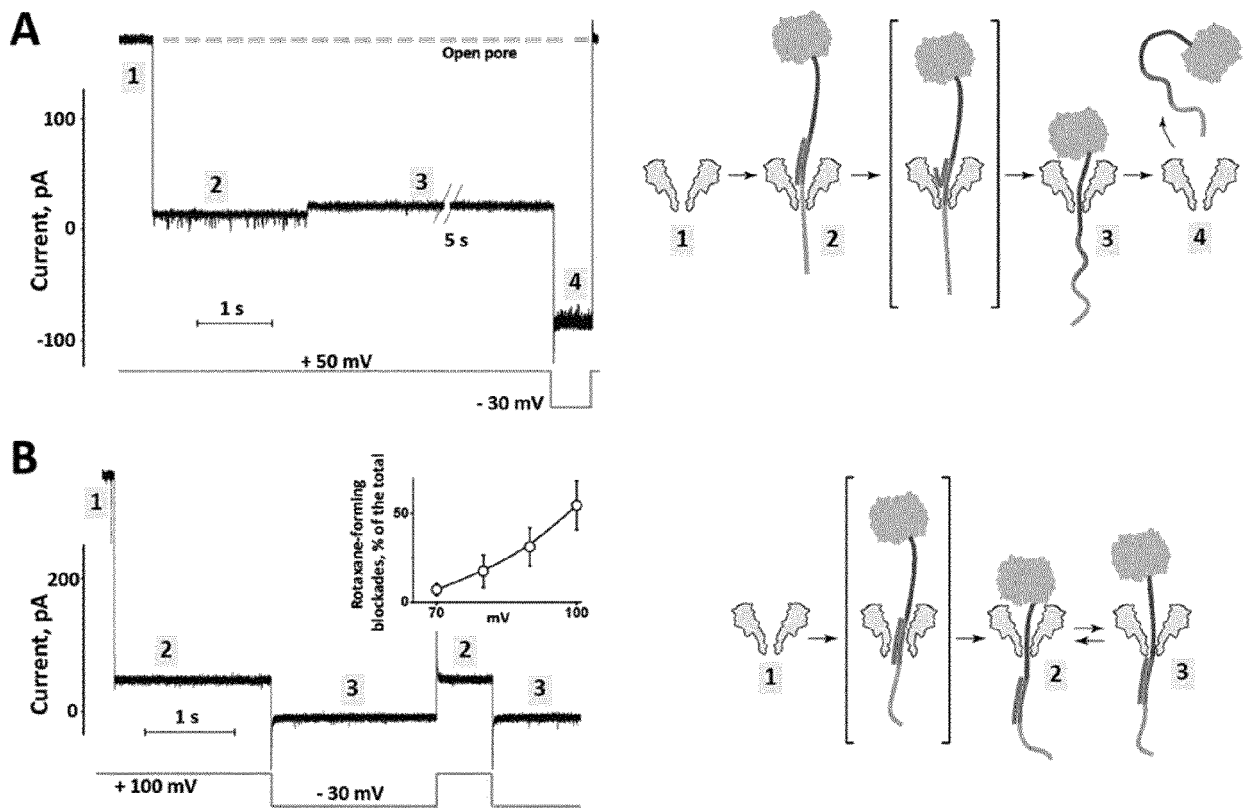 A
Open pore
1
100
2
3
0
5 s
4
1 s
-100
+ 50 mV
- 30 mV
Current, pA
1
2
3
4
B
1
Rotaxane-forming
blockades, % of the total
50
0
70
mV
100
200
2
2
3
3
0
1 s
+ 100 mV
- 30 mV
Current, pA
1
2
3